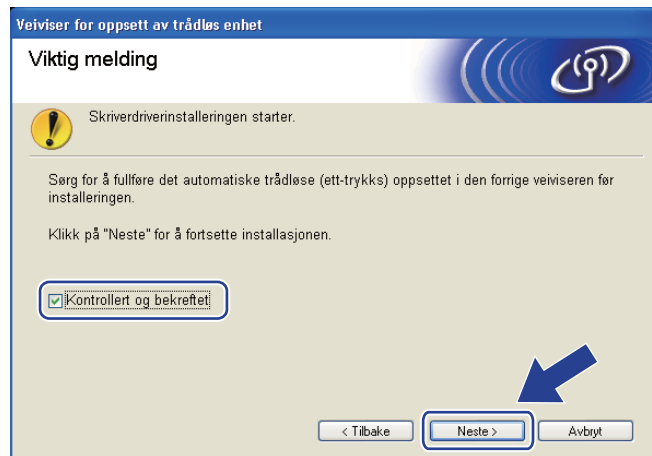 Veiviser for oppsett av trådløs enhet
Viktig melding
Skriverdriverinstalleringen starter.
Sørg for å fullføre det automatiske trådløse (ett-trykks) oppsettet i den forrige veiviseren før
installeringen.
Klikk på "Neste" for å fortsette installasjonen.
Kontrollert og bekreftet
< Tilbake
Neste >
Avbryt